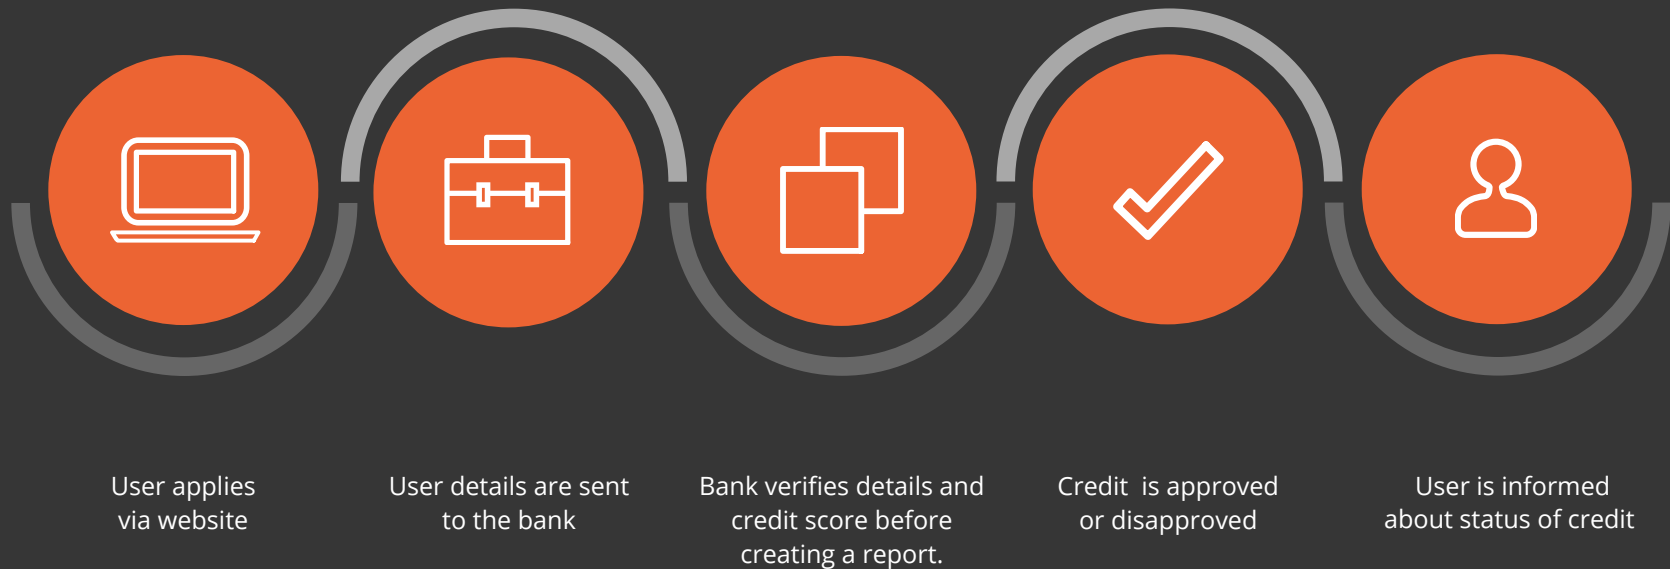 User applies
via website
User details are sent
to the bank
Bank verifies details and
credit score before
creating a report.
Credit  is approved
or disapproved
User is informed
about status of credit